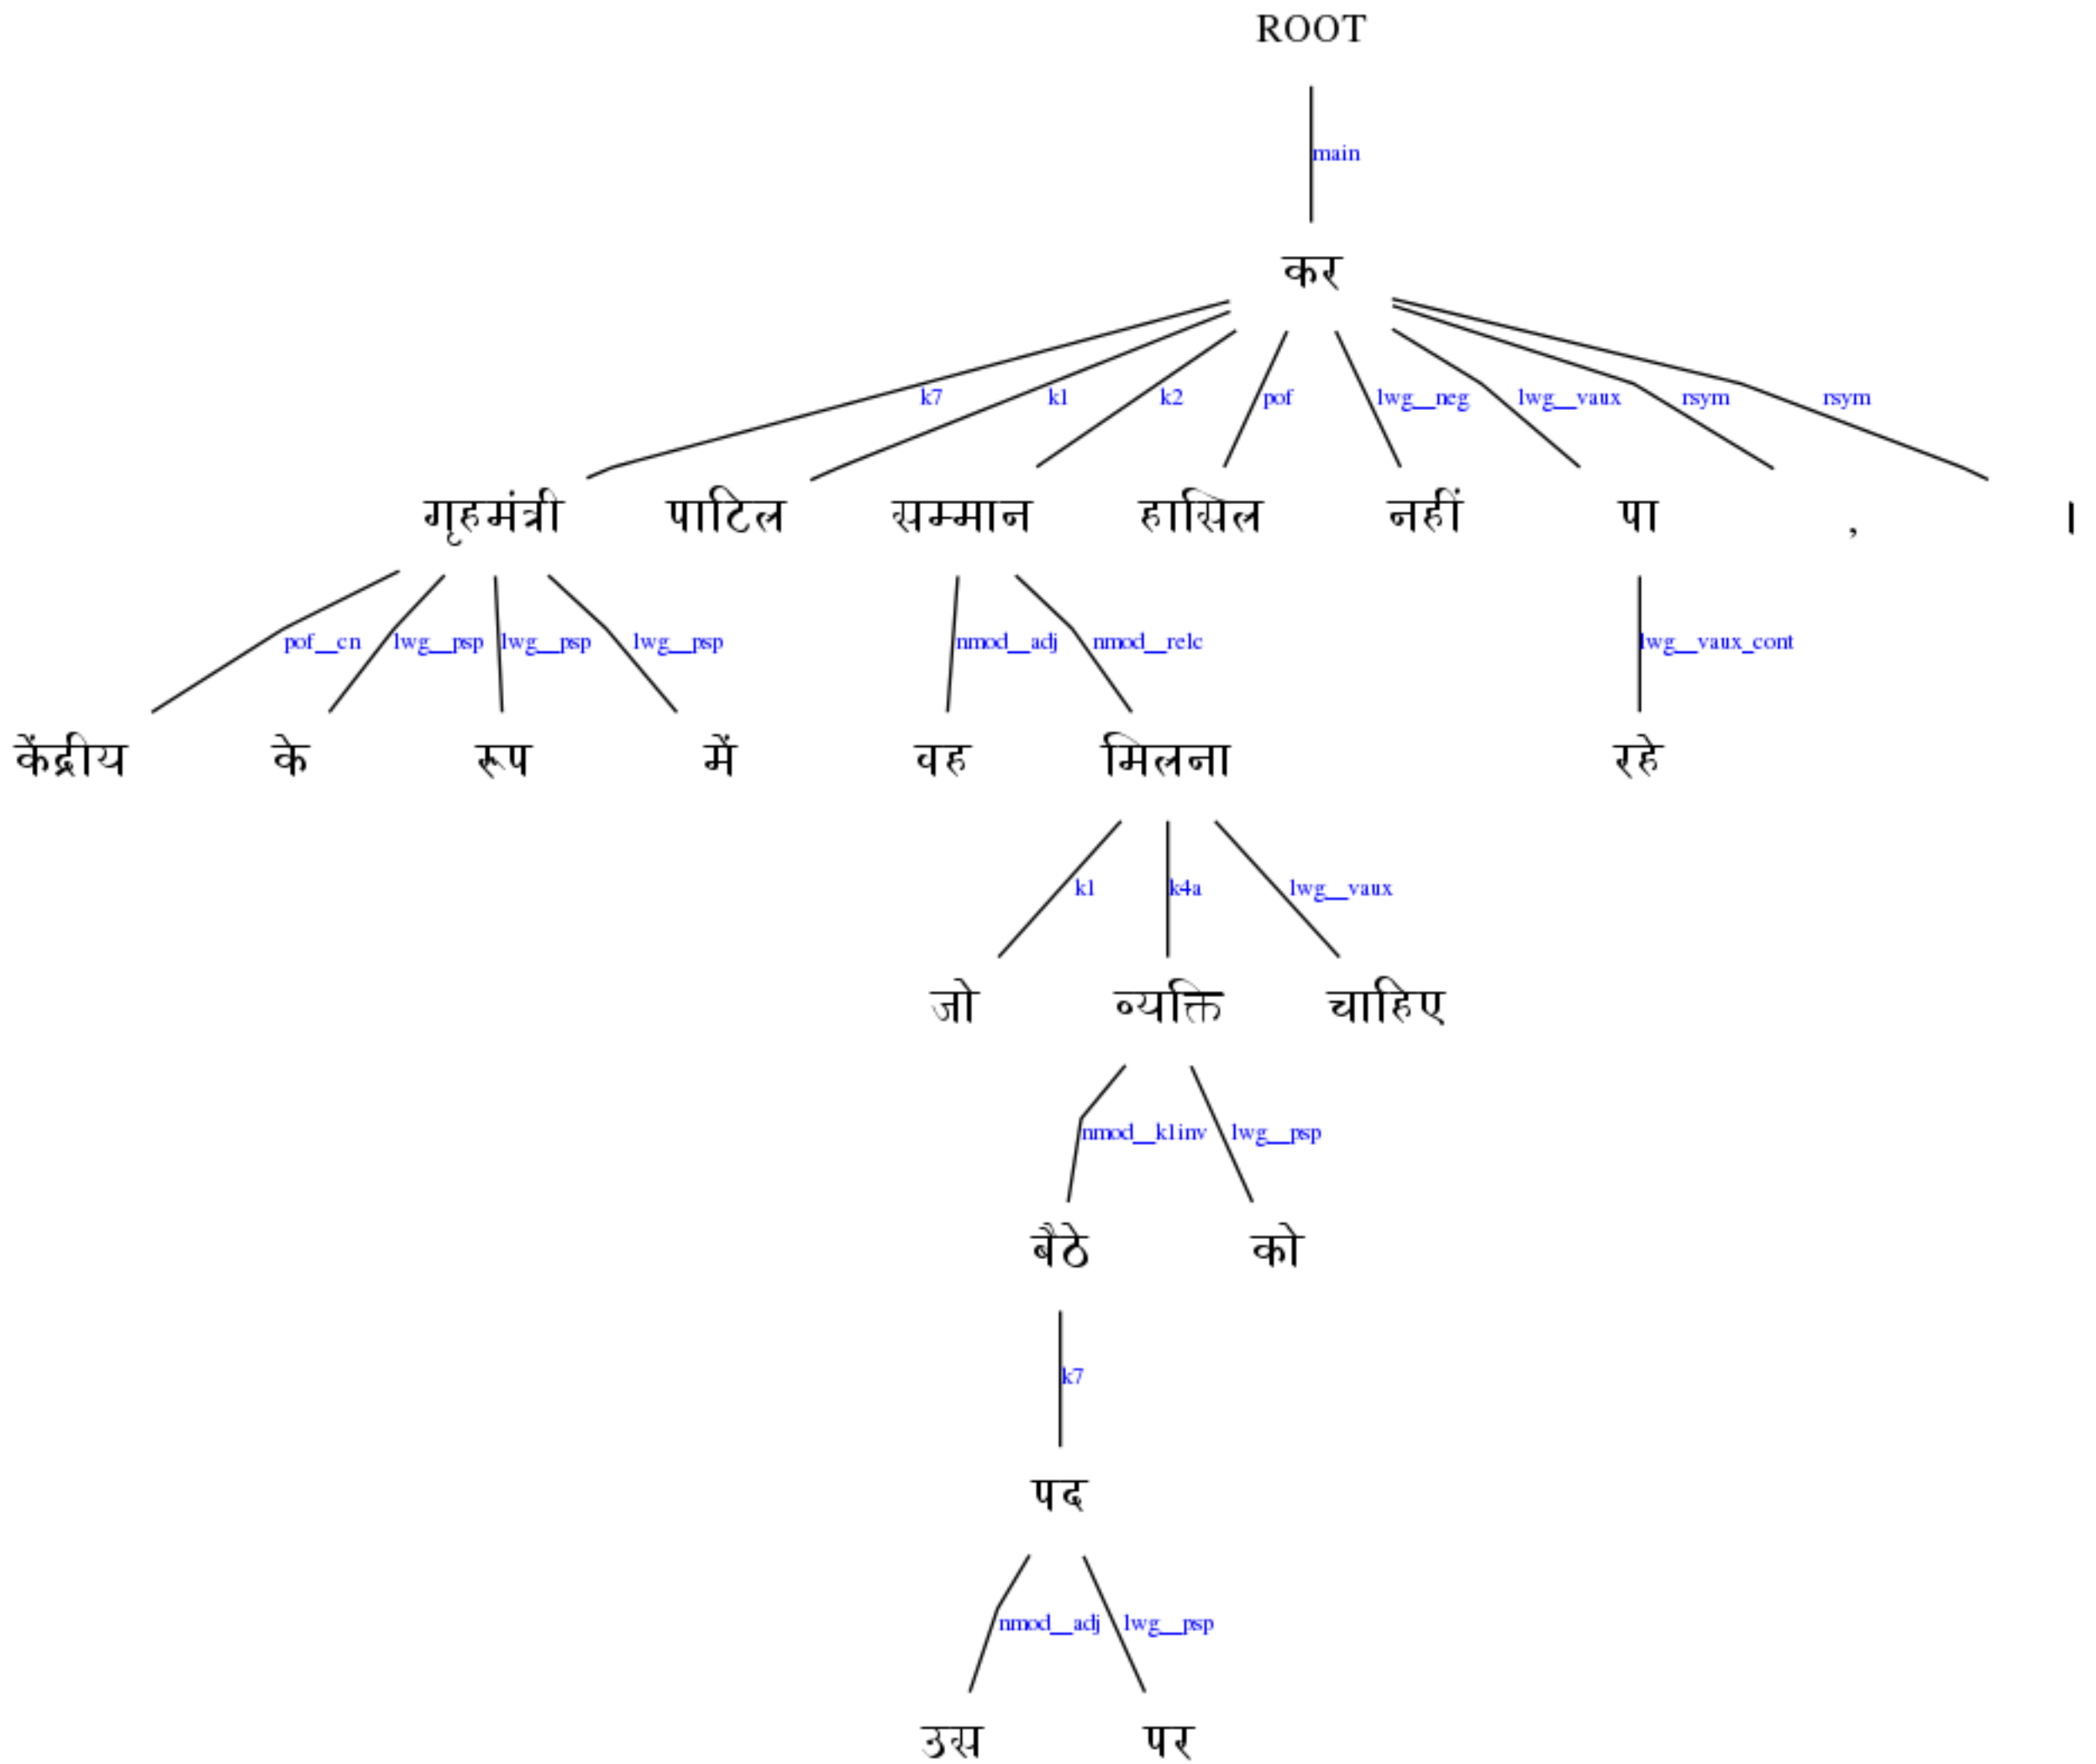 ROOT
main
कर
k7 k1 k2 pof lwg__neg lwg__vaux rsym rsym
गृहमंत्री पाटिल सम्मान हासिल नहीं पा , ।
pof__cn lwg__psp lwg__psp lwg__psp nmod__adj nmod__relc lwg__vaux_cont
केंद्रीय के रूप में वह मिलना रहे
k1 k4a lwg__vaux
जो व्यक्ति चाहिए
nmod__k1inv lwg__psp
बैठे को
k7
पद
nmod__adj lwg__psp
उस पर